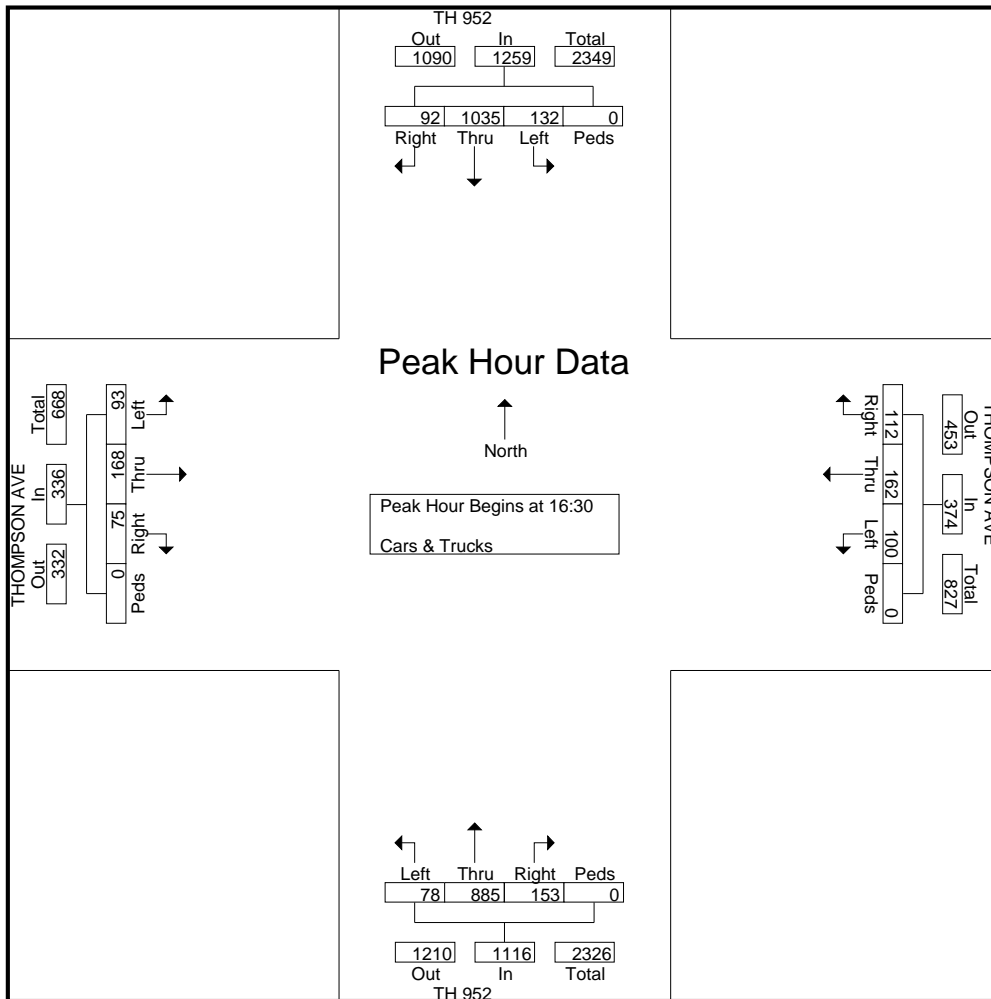 TH 952
Out In Total
1090 1259 2349
92 1035 132 0
Right Thru Left Peds
Peak Hour Data
North
Peak Hour Begins at 16:30
Cars & Trucks
THOMPSON AVE
Total In Out
668 336 332
93 168 75 0
Left Thru Right Peds
THOMPSON AVE
Out In Total
453 374 827
112 162 100 0
Right Thru Left Peds
Left Thru Right Peds
78 885 153 0
1210 1116 2326
Out In Total
TH 952